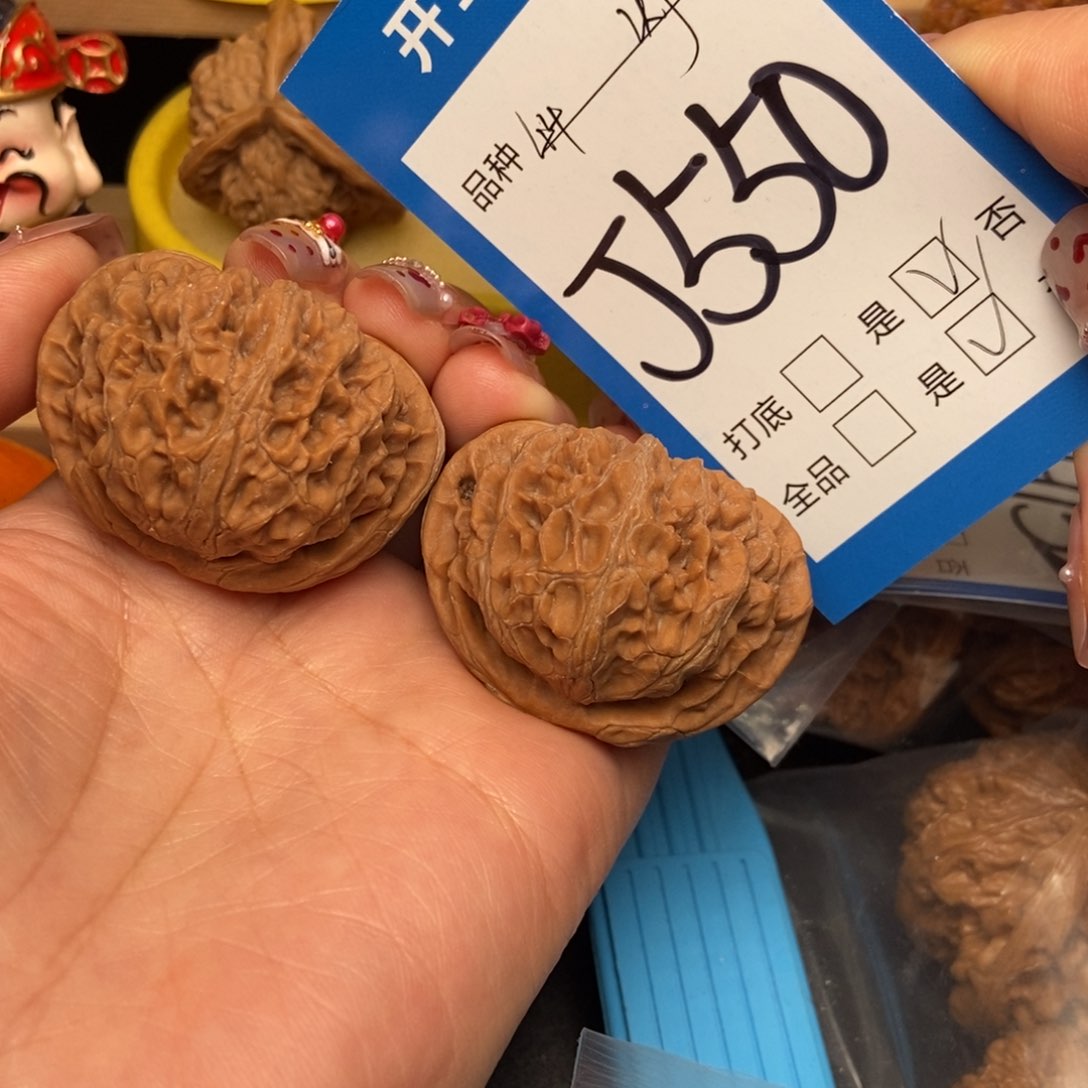 开
品种
J550
打底 □ 是 ☑ 否
全品 □ 是 ☑